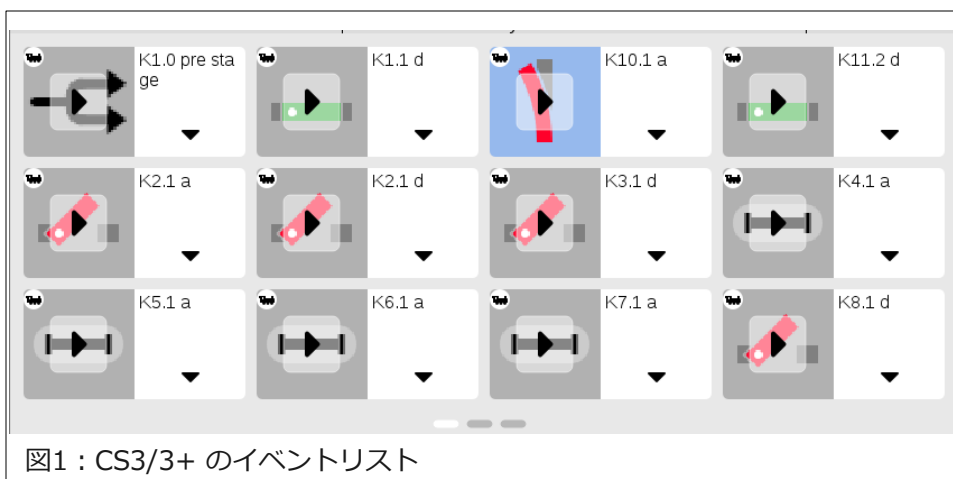 K1.0 pre sta
ge
K1.1 d
K10.1 a
K11.2 d
K2.1 a
K2.1 d
K3.1 d
K4.1 a
K5.1 a
K6.1 a
K7.1 a
K8.1 d
図1：CS3/3+ のイベントリスト